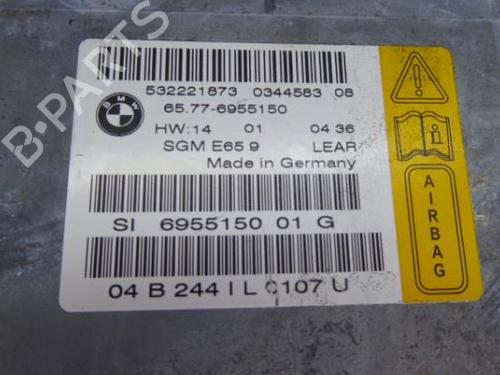 B-PARTS
BMW
532221873 0344583 08
65.77-6955150
HW:14 01 04 36
SGM E65 9 LEAR
Made in Germany
SI 6955150 01 G
04 B 244 I L 0107 U
i
AIRBAG